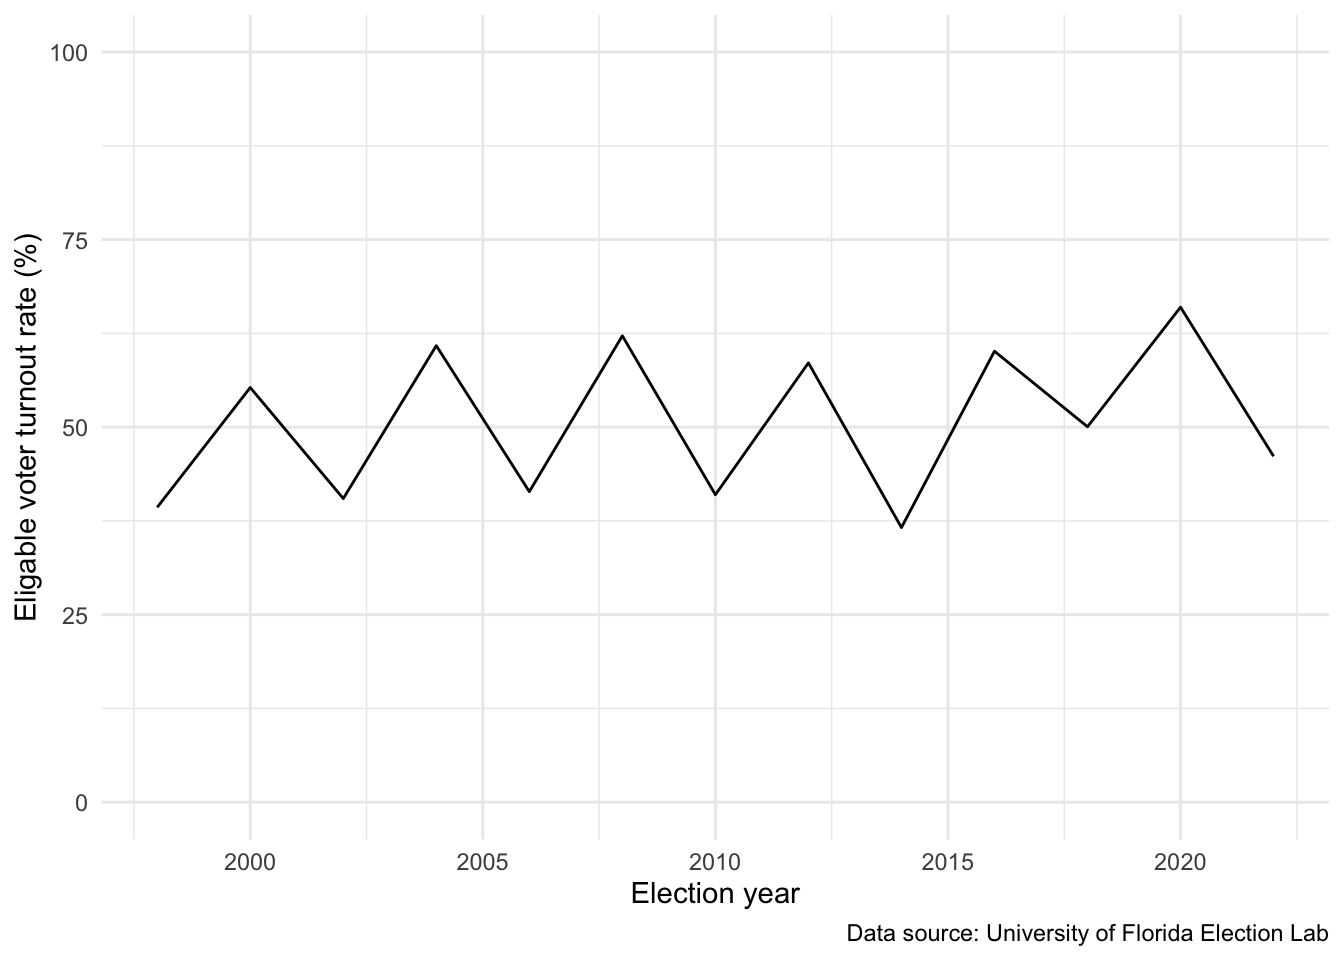 100
75
50
25
0
Eligable voter turnout rate (%)
2000 2005 2010 2015 2020
Election year
Data source: University of Florida Election Lab